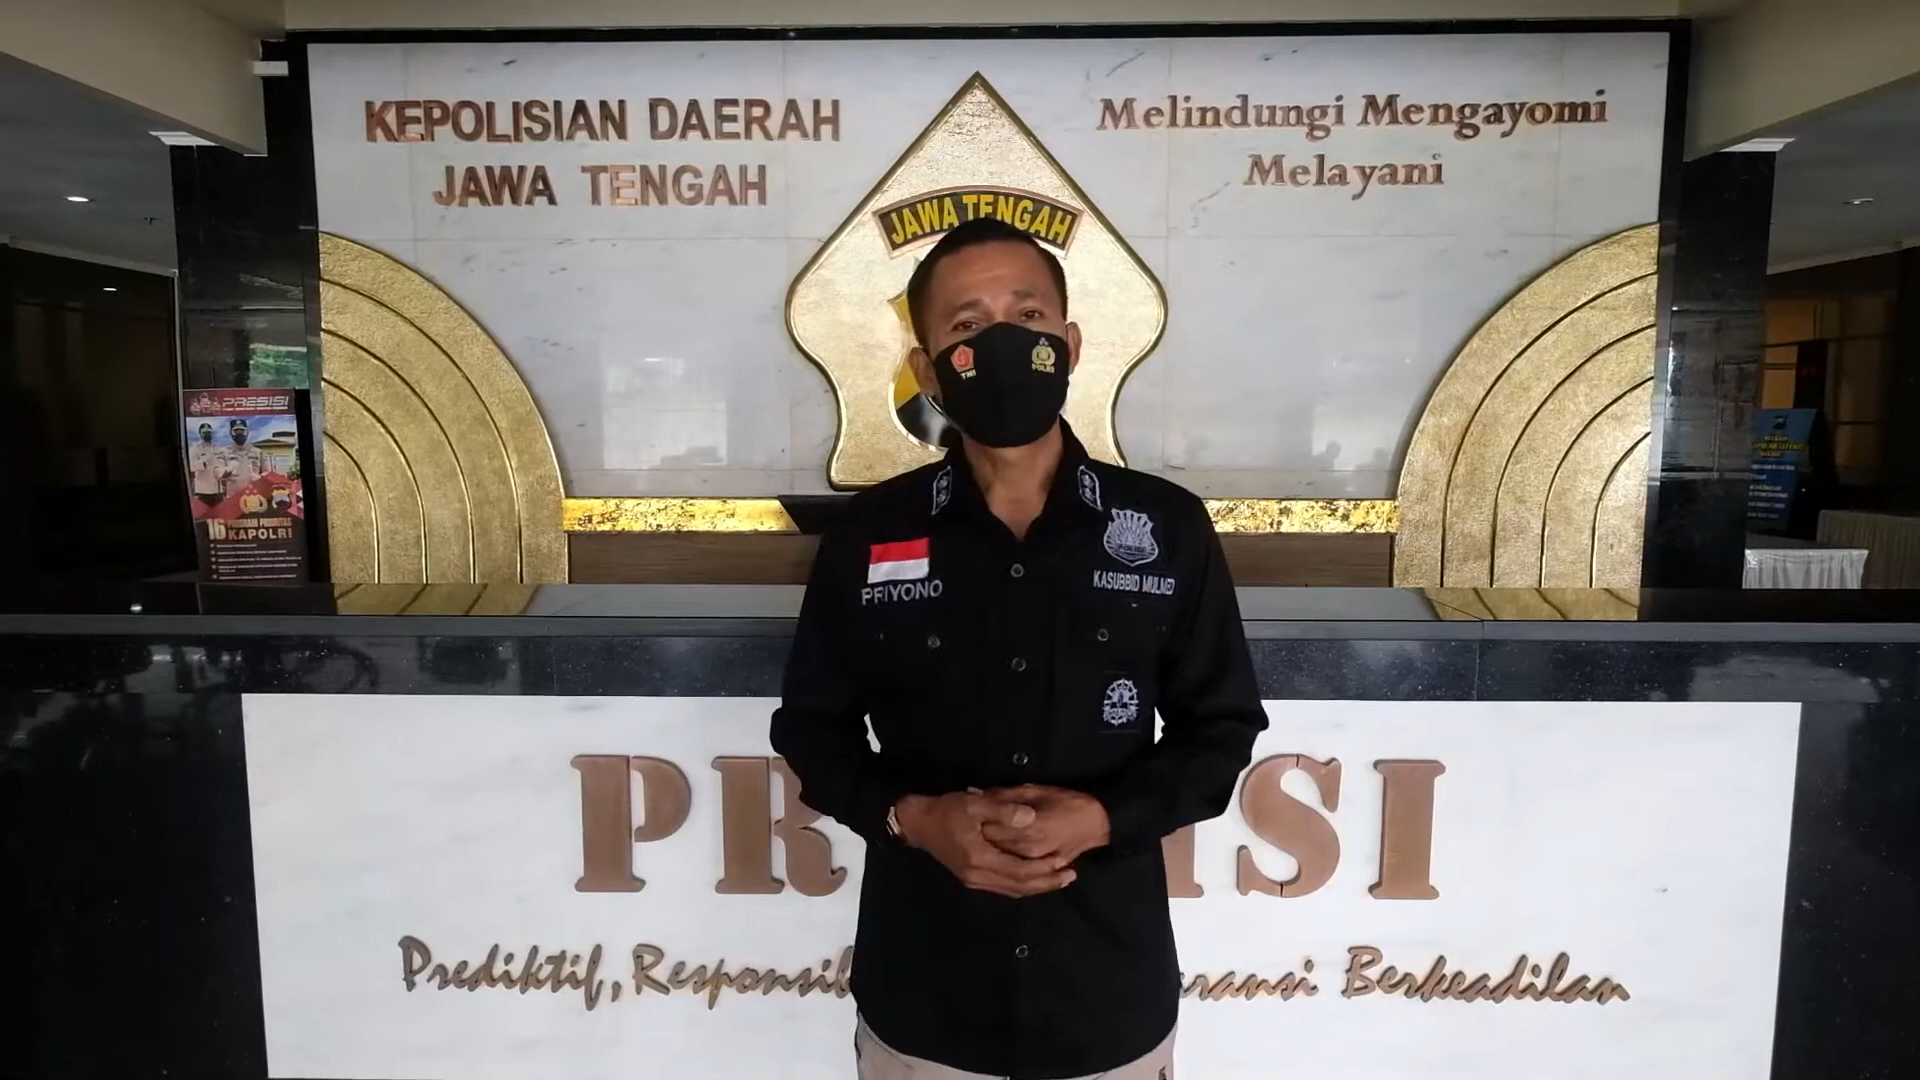 KEPOLISIAN DAERAH
JAWA TENGAH
Melindungi Mengayomi
Melayani
JAWA TENGAH
TNI
POLRI
PRESISI
16 PROGRAM PRIORITAS
KAPOLRI
PRIYONO
KASUBBID MULMED
PR ISI
Prediktif, Responsib ransi Berkeadilan